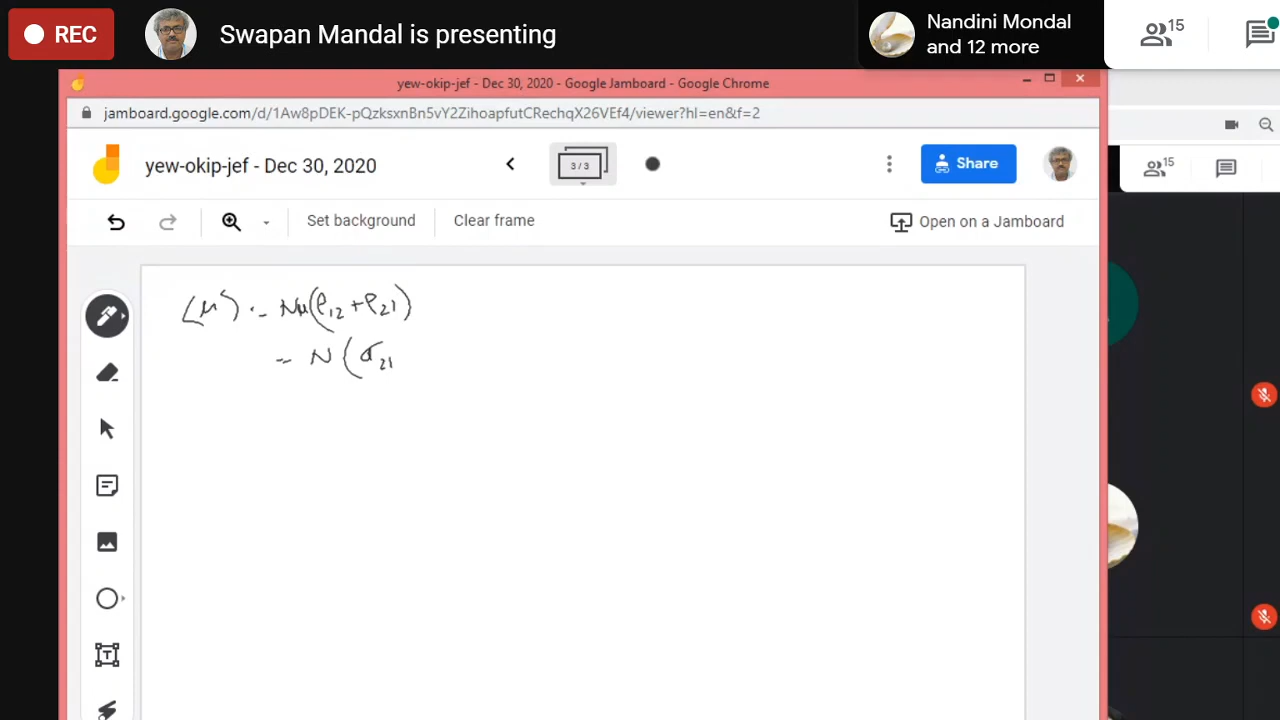 REC
Swapan Mandal is presenting
Nandini Mondal
and 12 more
15
yew-okip-jef - Dec 30, 2020 - Google Jamboard - Google Chrome
jamboard.google.com/d/1Aw8pDEK-pQzksxnBn5vY2ZihoapfutCRechqX26VEf4/viewer?hl=en&f=2
yew-okip-jef - Dec 30, 2020
3 / 3
Share
15
Set background
Clear frame
Open on a Jamboard
⟨μ⟩ = Nμ(ρ12 + ρ21)
= N (σ21